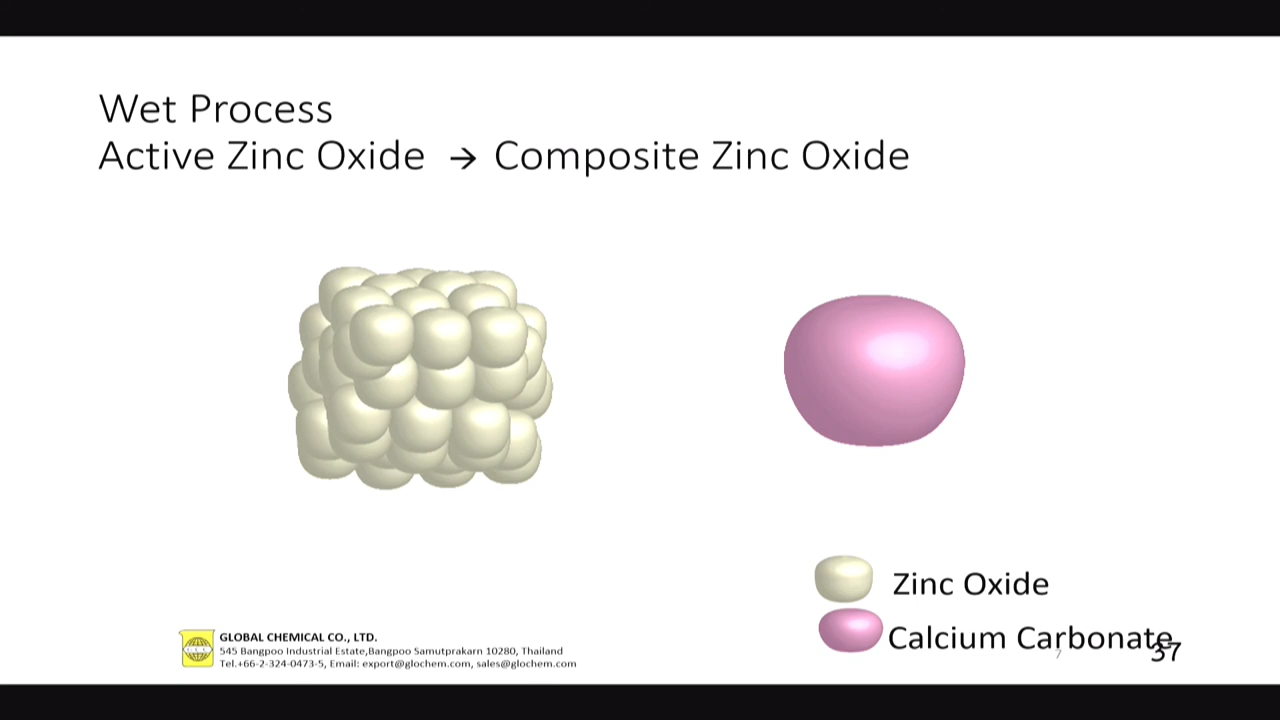 Wet Process
Active Zinc Oxide → Composite Zinc Oxide
Zinc Oxide
Calcium Carbonate
7
37
GLOBAL CHEMICAL CO., LTD.
545 Bangpoo Industrial Estate,Bangpoo Samutprakarn 10280, Thailand
Tel.+66-2-324-0473-5, Email: export@glochem.com, sales@glochem.com